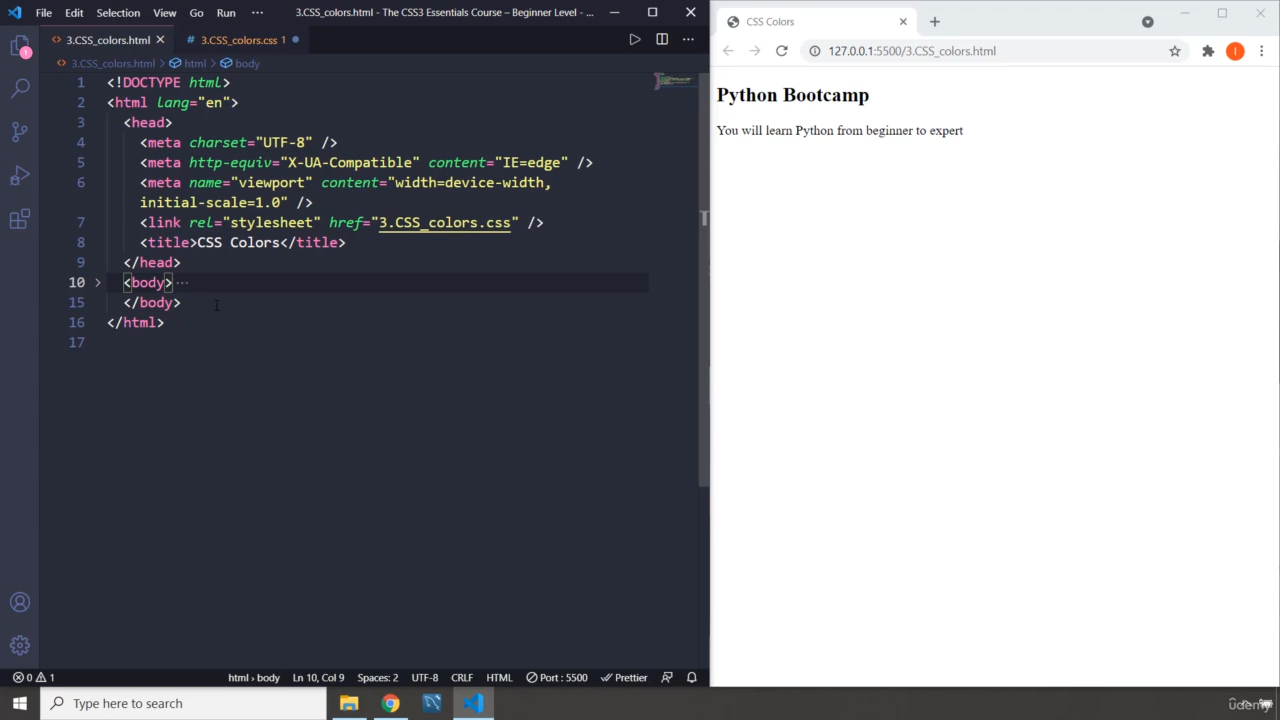 File Edit Selection View Go Run ··· 3.CSS_colors.html - The CSS3 Essentials Course – Beginner Level - ...
3.CSS_colors.html 3.CSS_colors.css 1
3.CSS_colors.html > html > body
1 <!DOCTYPE html>
2 <html lang="en">
3 <head>
4 <meta charset="UTF-8" />
5 <meta http-equiv="X-UA-Compatible" content="IE=edge" />
6 <meta name="viewport" content="width=device-width,
initial-scale=1.0" />
7 <link rel="stylesheet" href="3.CSS_colors.css" />
8 <title>CSS Colors</title>
9 </head>
10 <body> ···
15 </body>
16 </html>
17
1
0 1 html › body Ln 10, Col 9 Spaces: 2 UTF-8 CRLF HTML Port : 5500 Prettier
CSS Colors
127.0.0.1:5500/3.CSS_colors.html
I
Python Bootcamp
You will learn Python from beginner to expert
T
Type here to search
udemy